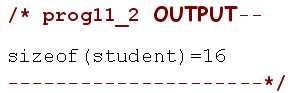 /* prog11_2 OUTPUT--
sizeof(student)=16
---------------------*/